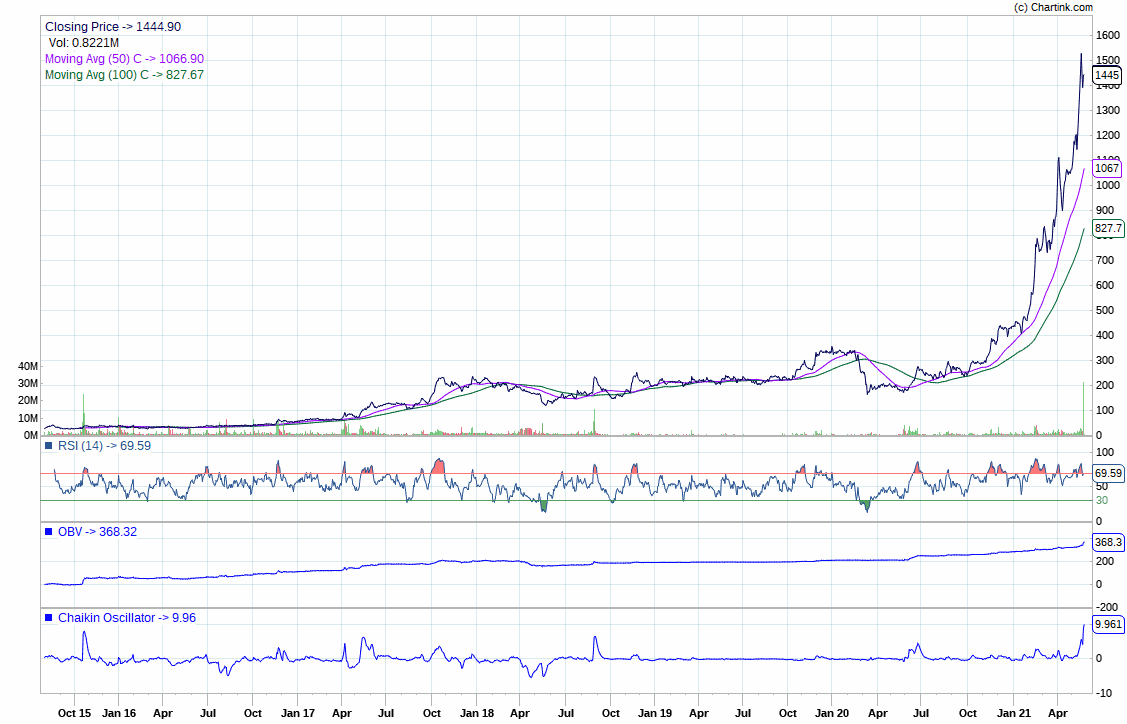 (c) Chartink.com
Closing Price -> 1444.90
Vol: 0.8221M
Moving Avg (50) C -> 1066.90
Moving Avg (100) C -> 827.67
1600
1500
1445
1400
1300
1200
1100
1067
1000
900
827.7
700
600
500
400
300
200
100
0
40M
30M
20M
10M
0M
RSI (14) -> 69.59
100
69.59
50
30
0
OBV -> 368.32
368.3
200
0
-200
Chaikin Oscillator -> 9.96
9.961
0
-10
Oct 15 Jan 16 Apr Jul Oct Jan 17 Apr Jul Oct Jan 18 Apr Jul Oct Jan 19 Apr Jul Oct Jan 20 Apr Jul Oct Jan 21 Apr